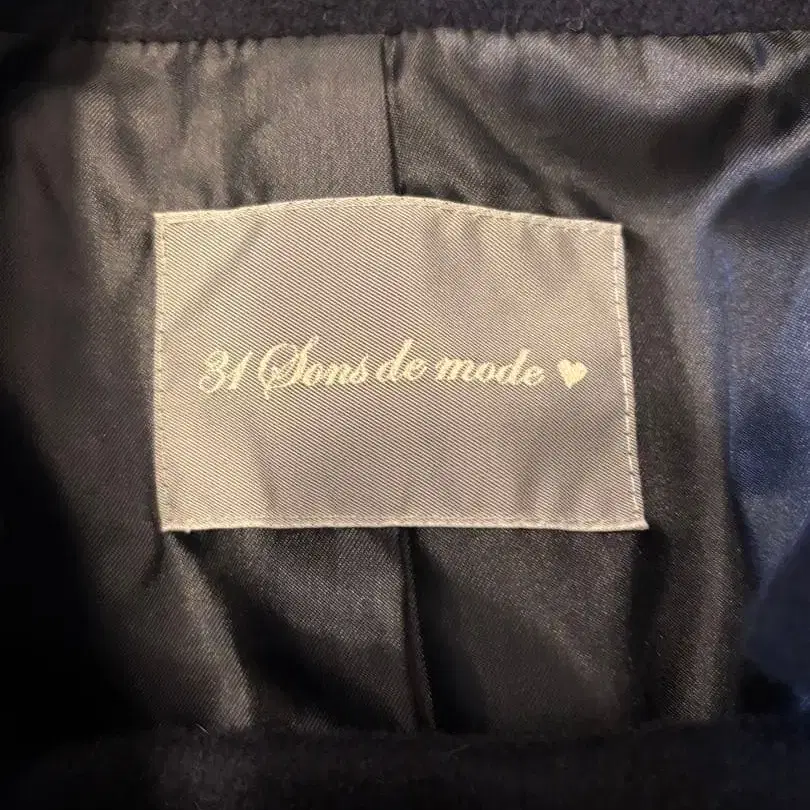 31 Sons de mode ♥